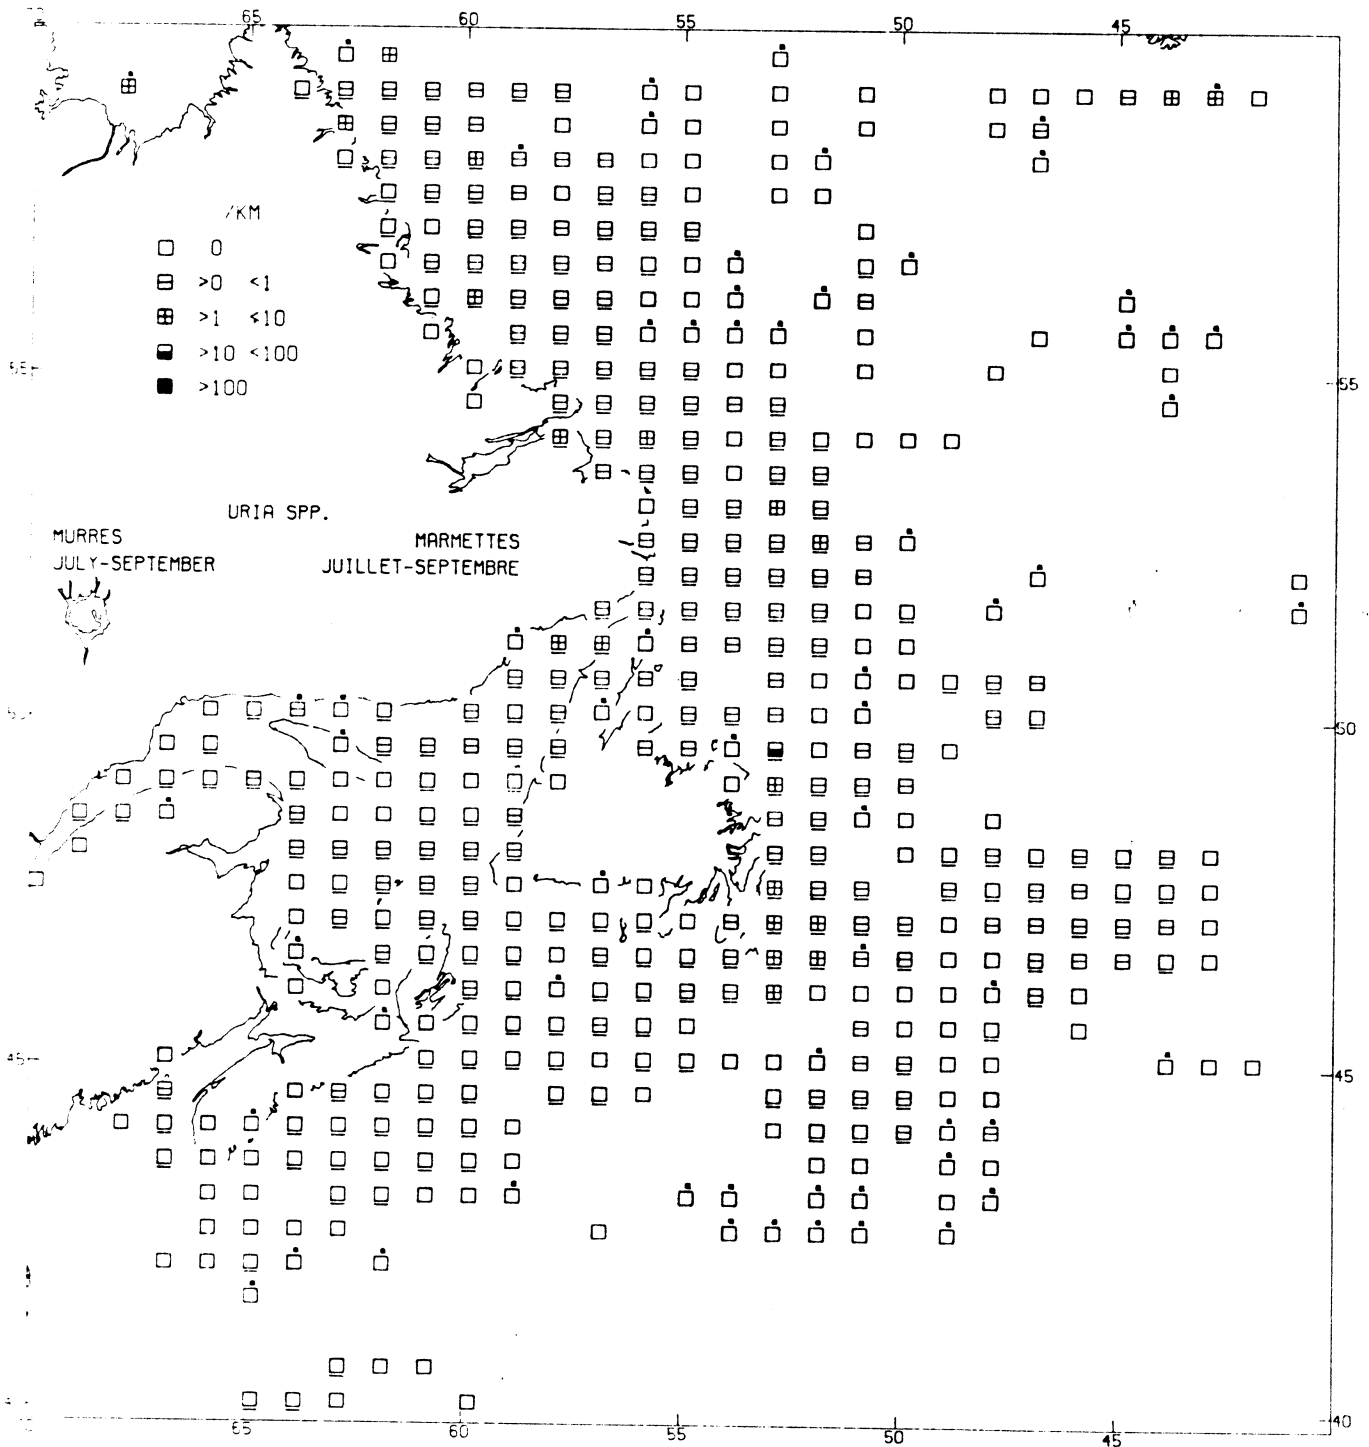 60 55 50 45
65
/KM
0
>0 <1
>1 ≤10
>10 <100
>100
55
URIA SPP.
MURRES MARMETTES
JULY-SEPTEMBER JUILLET-SEPTEMBRE
50
45 45
40
65 60 55 50 45